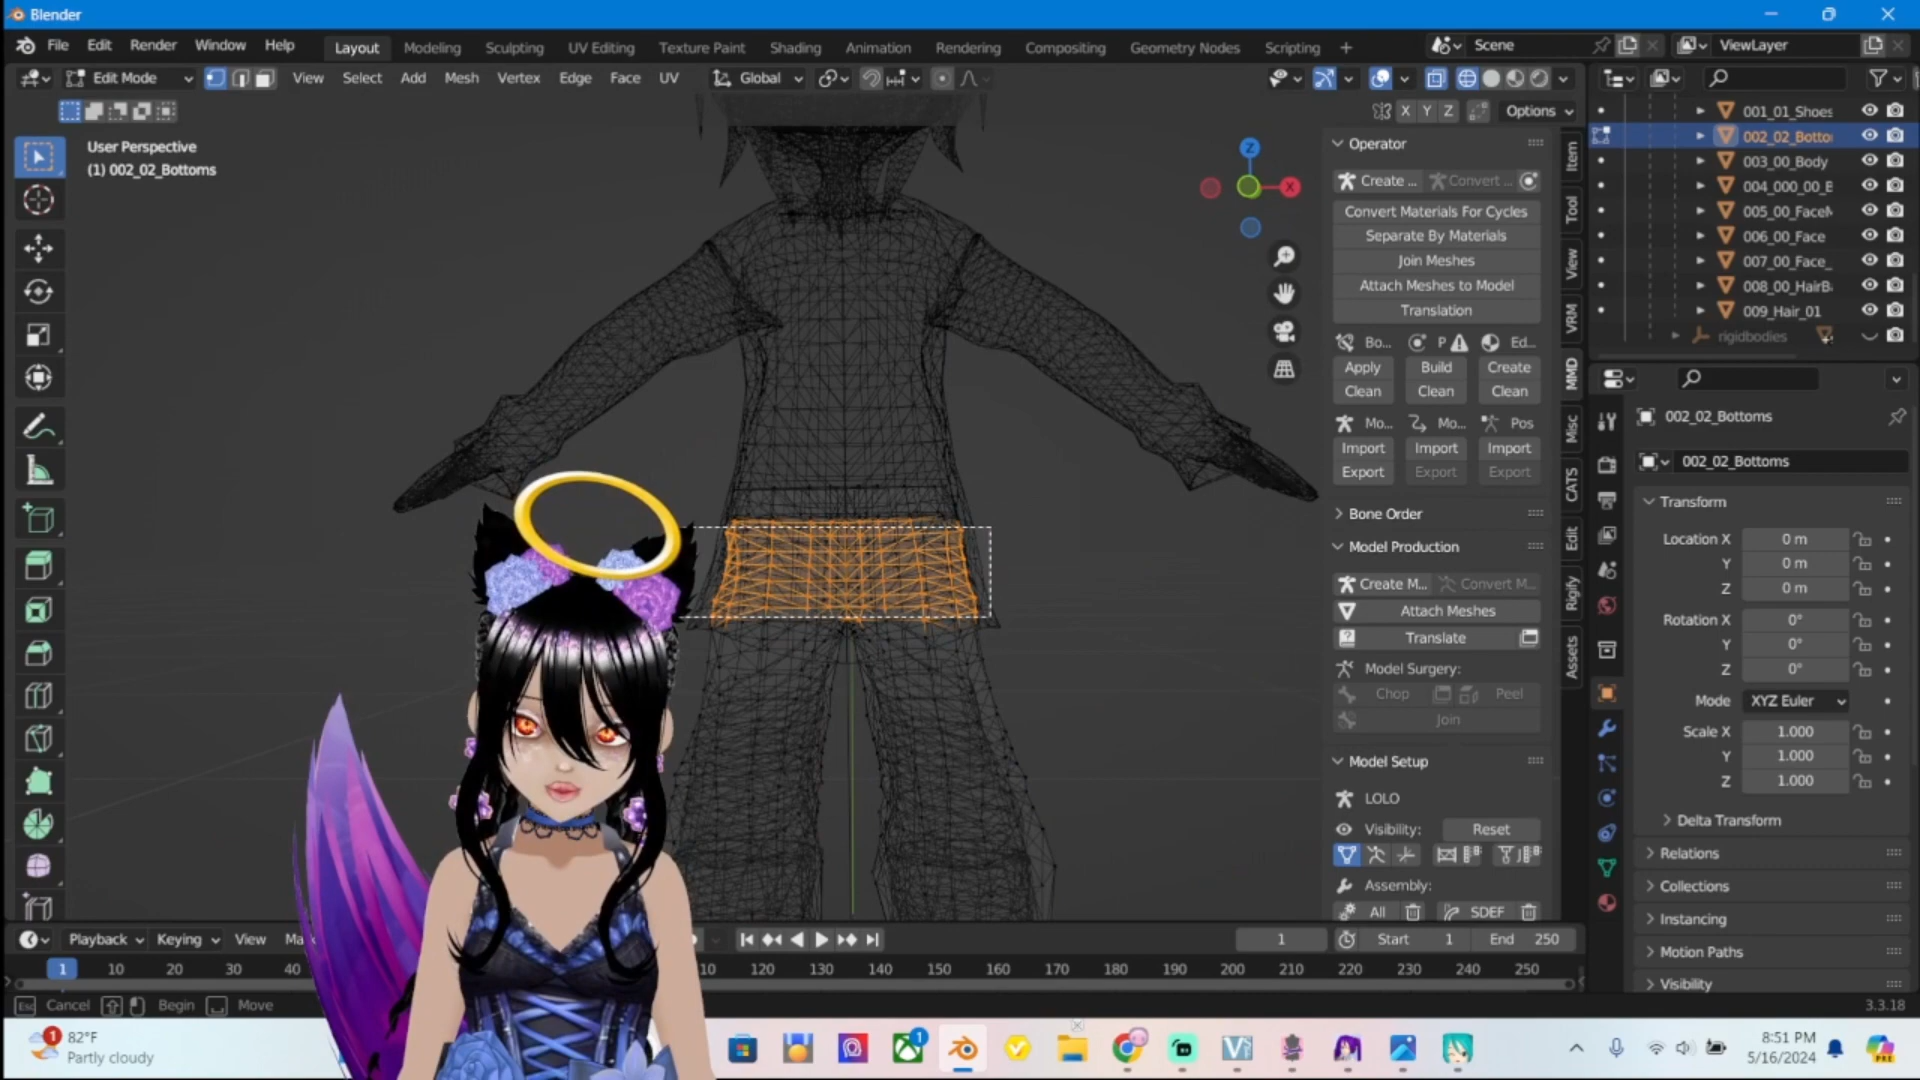 Blender
File Edit Render Window Help Layout Modeling Sculpting UV Editing Texture Paint Shading Animation Rendering Compositing Geometry Nodes Scripting + Scene ViewLayer
Edit Mode View Select Add Mesh Vertex Edge Face UV Global
X Y Z Options
User Perspective
(1) 002_02_Bottoms
Z
X
Operator
Create ... Convert ...
Convert Materials For Cycles
Separate By Materials
Join Meshes
Attach Meshes to Model
Translation
Bo... P Ed...
Apply Build Create
Clean Clean Clean
Mo... Mo... Pos
Import Import Import
Export Export Export
Bone Order
Model Production
Create M... Convert M...
Attach Meshes
Translate
Model Surgery:
Chop Peel
Join
Model Setup
LOLO
Visibility: Reset
Assembly:
All SDEF
Item
Tool
View
VRM
MMD
Misc
CATS
Edit
Rigify
Assets
001_01_Shoes
002_02_Botto
003_00_Body
004_000_00_B
005_00_FaceM
006_00_Face
007_00_Face_
008_00_HairB
009_Hair_01
rigidbodies
002_02_Bottoms
002_02_Bottoms
Transform
Location X 0 m
Y 0 m
Z 0 m
Rotation X 0°
Y 0°
Z 0°
Mode XYZ Euler
Scale X 1.000
Y 1.000
Z 1.000
Delta Transform
Relations
Collections
Instancing
Motion Paths
Visibility
Playback Keying View Ma 1 Start 1 End 250
1 10 20 30 40 10 120 130 140 150 160 170 180 190 200 210 220 230 240 250
Esc Cancel Begin Move 3.3.18
1 82°F
Partly cloudy
1
8:51 PM
5/16/2024
PRE